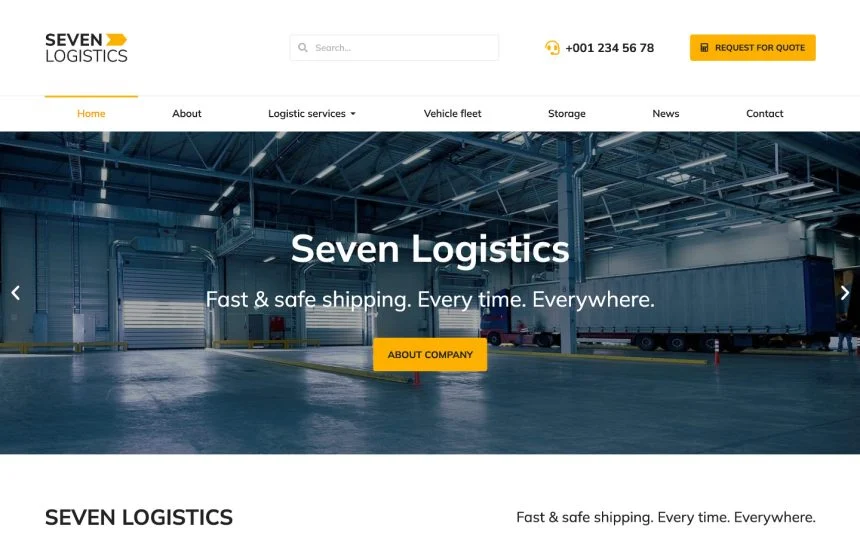 SEVEN
LOGISTICS
Search...
+001 234 56 78
REQUEST FOR QUOTE
Home
About
Logistic services
Vehicle fleet
Storage
News
Contact
Seven Logistics
Fast & safe shipping. Every time. Everywhere.
ABOUT COMPANY
SEVEN LOGISTICS
Fast & safe shipping. Every time. Everywhere.